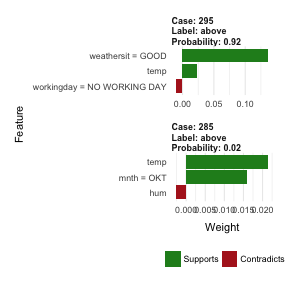 Case: 295
Label: above
Probability: 0.92
weathersit = GOOD
temp
workingday = NO WORKING DAY
0.00 0.05 0.10
Feature
Case: 285
Label: above
Probability: 0.02
temp
mnth = OKT
hum
0.000 0.005 0.010 0.015 0.020
Weight
Supports Contradicts